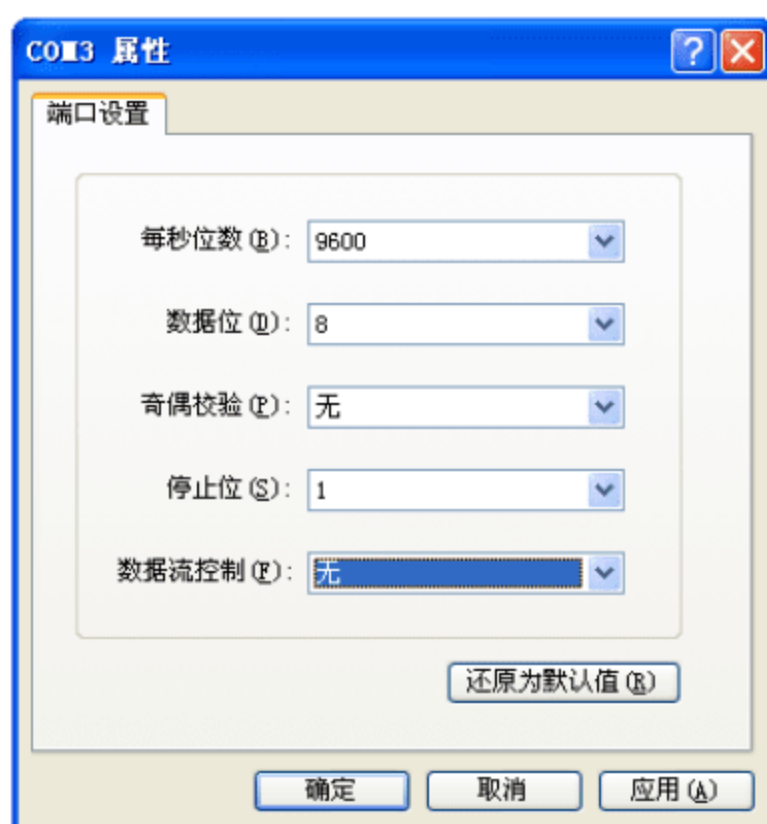 COM3 属性
端口设置
每秒位数(B): 9600
数据位(D): 8
奇偶校验(P): 无
停止位(S): 1
数据流控制(F): 无
还原为默认值(R)
确定 取消 应用(A)